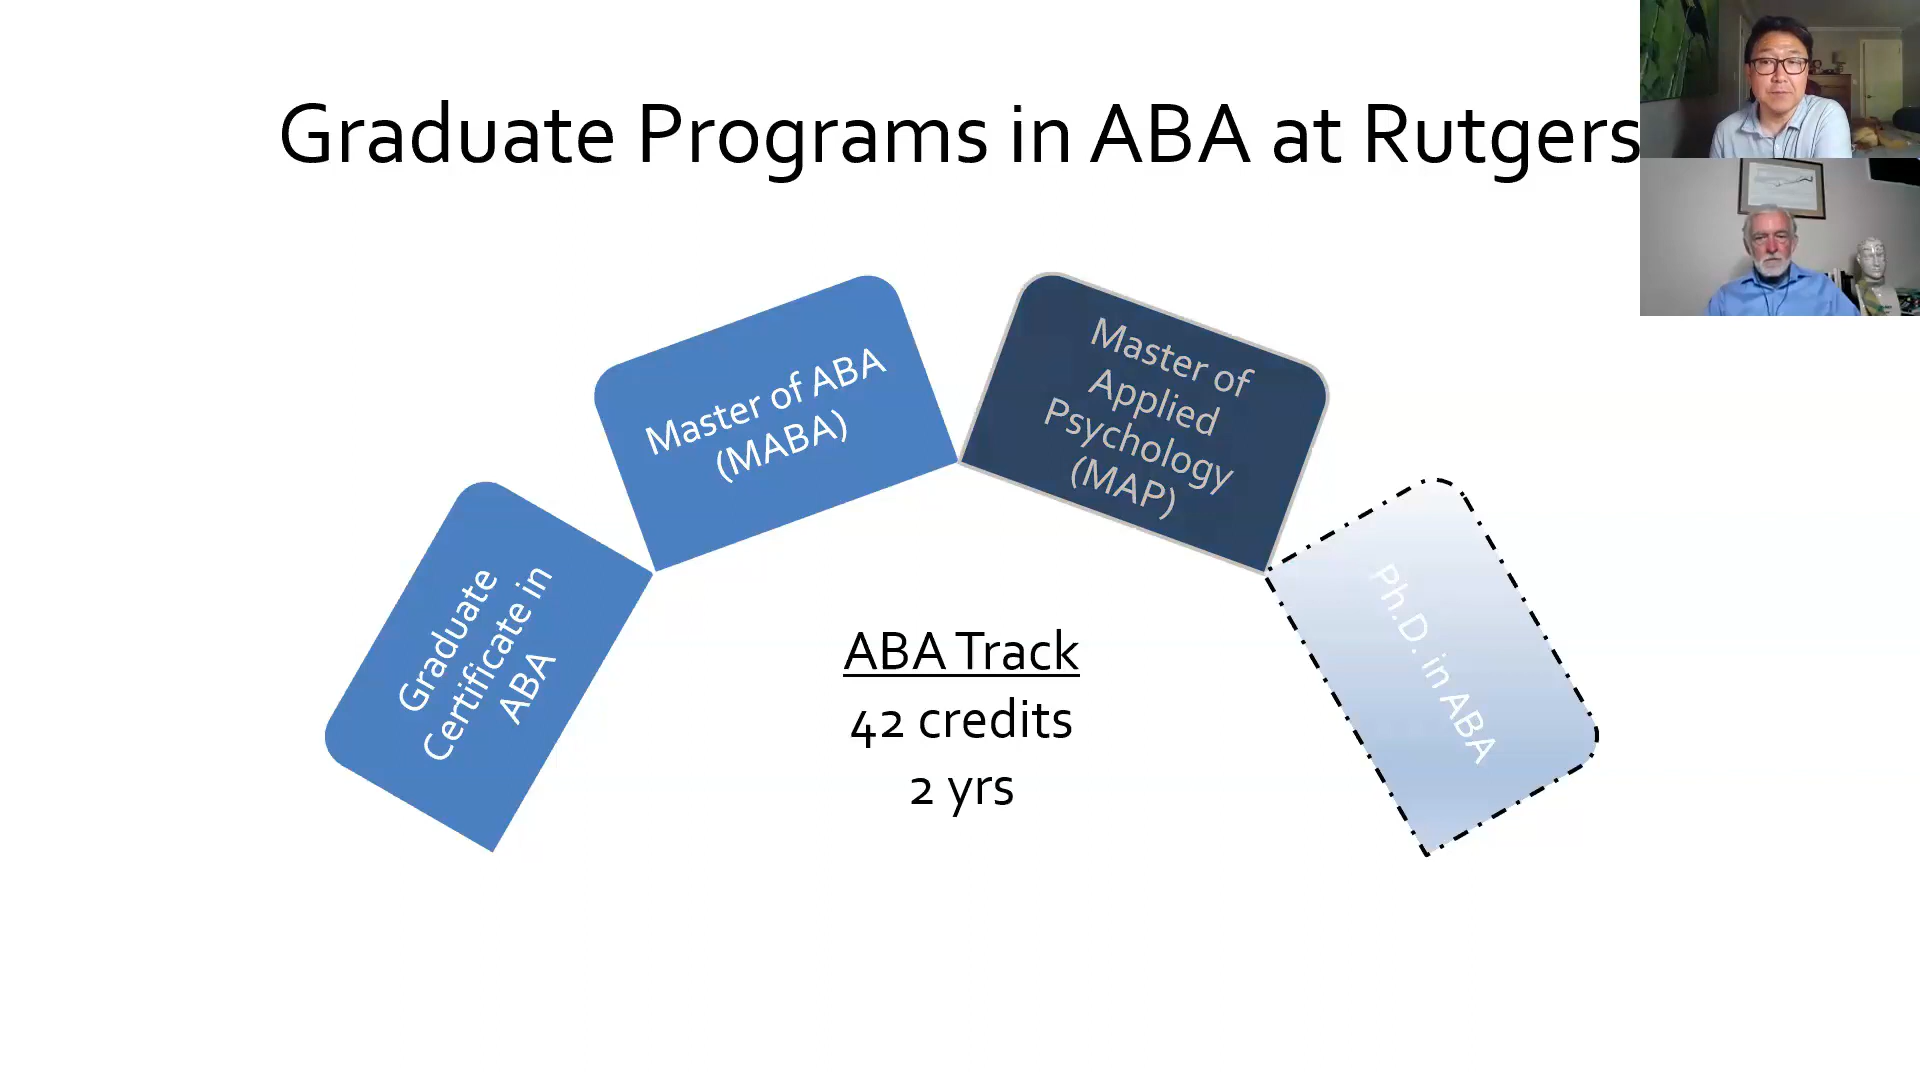 Graduate Programs in ABA at Rutgers
Graduate
Certificate in
ABA
Master of ABA
(MABA)
Master of
Applied
Psychology
(MAP)
Ph.D. in ABA
ABA Track
42 credits
2 yrs